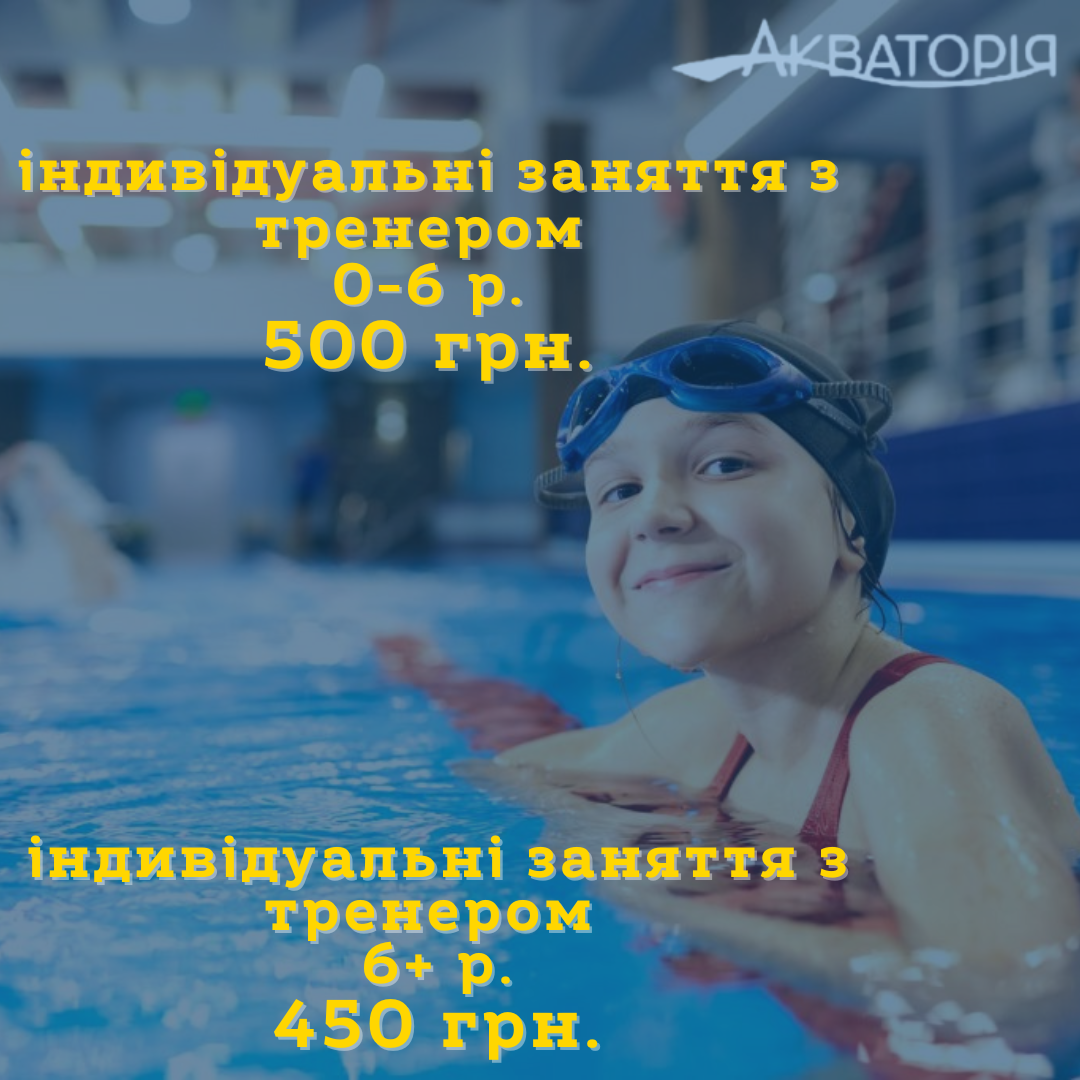 Акваторія
індивідуальні заняття з
тренером
0-6 р.
500 грн.
індивідуальні заняття з
тренером
6+ р.
450 грн.